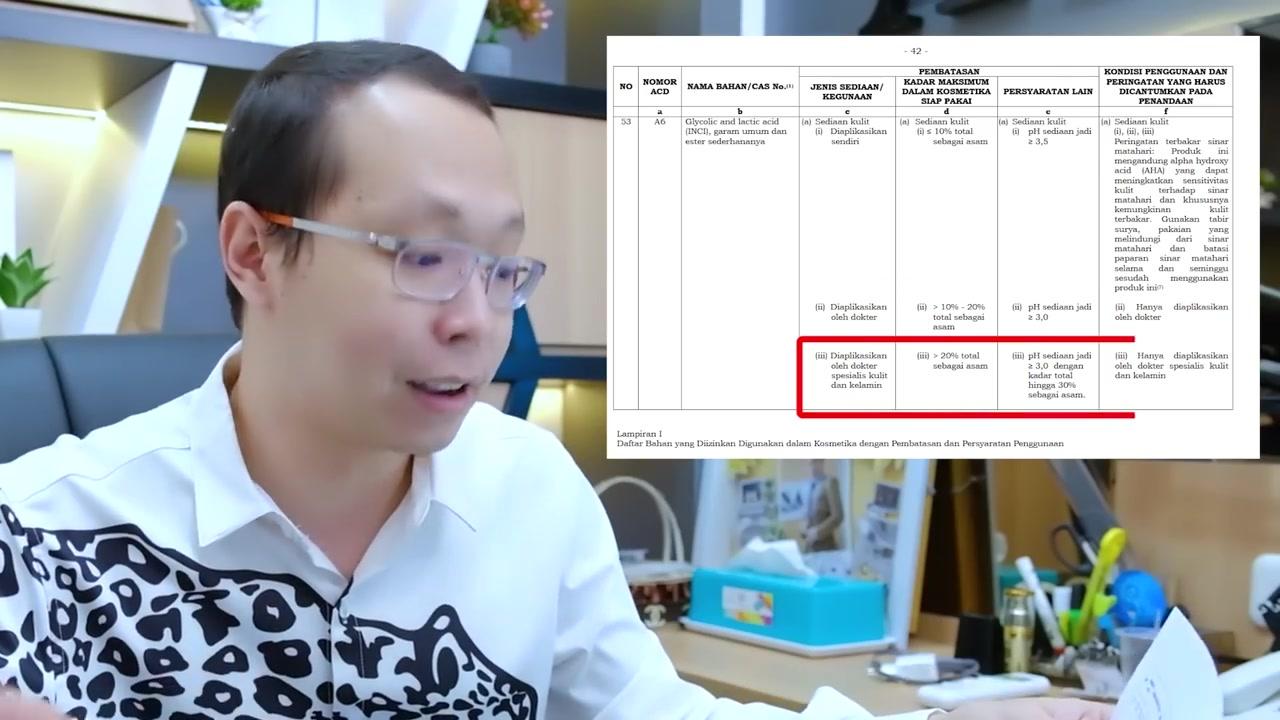 - 42 -
PEMBATASAN
NO
NOMOR ACD
NAMA BAHAN/CAS No.(1)
JENIS SEDIAAN/ KEGUNAAN
KADAR MAKSIMUM DALAM KOSMETIKA SIAP PAKAI
PERSYARATAN LAIN
KONDISI PENGGUNAAN DAN PERINGATAN YANG HARUS DICANTUMKAN PADA PENANDAAN
a
b
c
d
e
f
53
A6
Glycolic and lactic acid
(INCI), garam umum dan
ester sederhananya
(a) Sediaan kulit
(i) Diaplikasikan
sendiri
(a) Sediaan kulit
(i) ≤ 10% total
sebagai asam
(a) Sediaan kulit
(i) pH sediaan jadi
≥ 3,5
(a) Sediaan kulit
(i), (ii), (iii)
Peringatan terbakar sinar
matahari: Produk ini
mengandung alpha hydroxy
acid (AHA) yang dapat
meningkatkan sensitivitas
kulit terhadap sinar
matahari dan khususnya
kemungkinan kulit
terbakar. Gunakan tabir
surya, pakaian yang
melindungi dari sinar
matahari dan batasi
paparan sinar matahari
selama dan seminggu
sesudah menggunakan
produk ini(7)
(ii) Diaplikasikan
oleh dokter
(ii) > 10% - 20%
total sebagai
asam
(ii) pH sediaan jadi
≥ 3,0
(ii) Hanya diaplikasikan
oleh dokter
(iii) Diaplikasikan
oleh dokter
spesialis kulit
dan kelamin
(iii) > 20% total
sebagai asam
(iii) pH sediaan jadi
≥ 3,0 dengan
kadar total
hingga 30%
sebagai asam.
(iii) Hanya diaplikasikan
oleh dokter spesialis kulit
dan kelamin
Lampiran I
Daftar Bahan yang Diizinkan Digunakan dalam Kosmetika dengan Pembatasan dan Persyaratan Penggunaan